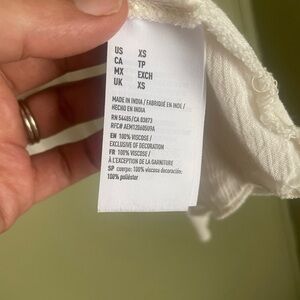 US XS
CA TP
MX EXCH
UK XS
MADE IN INDIA / FABRIQUÉ EN INDE /
HECHO EN INDIA
RN 54485/CA 03873
RFC# AEM12060509A
EN: 100% VISCOSE /
EXCLUSIVE OF DECORATION
FR: 100% VISCOSE /
À L'EXCEPTION DE LA GARNITURE
SP cuerpo: 100% viscosa decoración:
100% poliéster